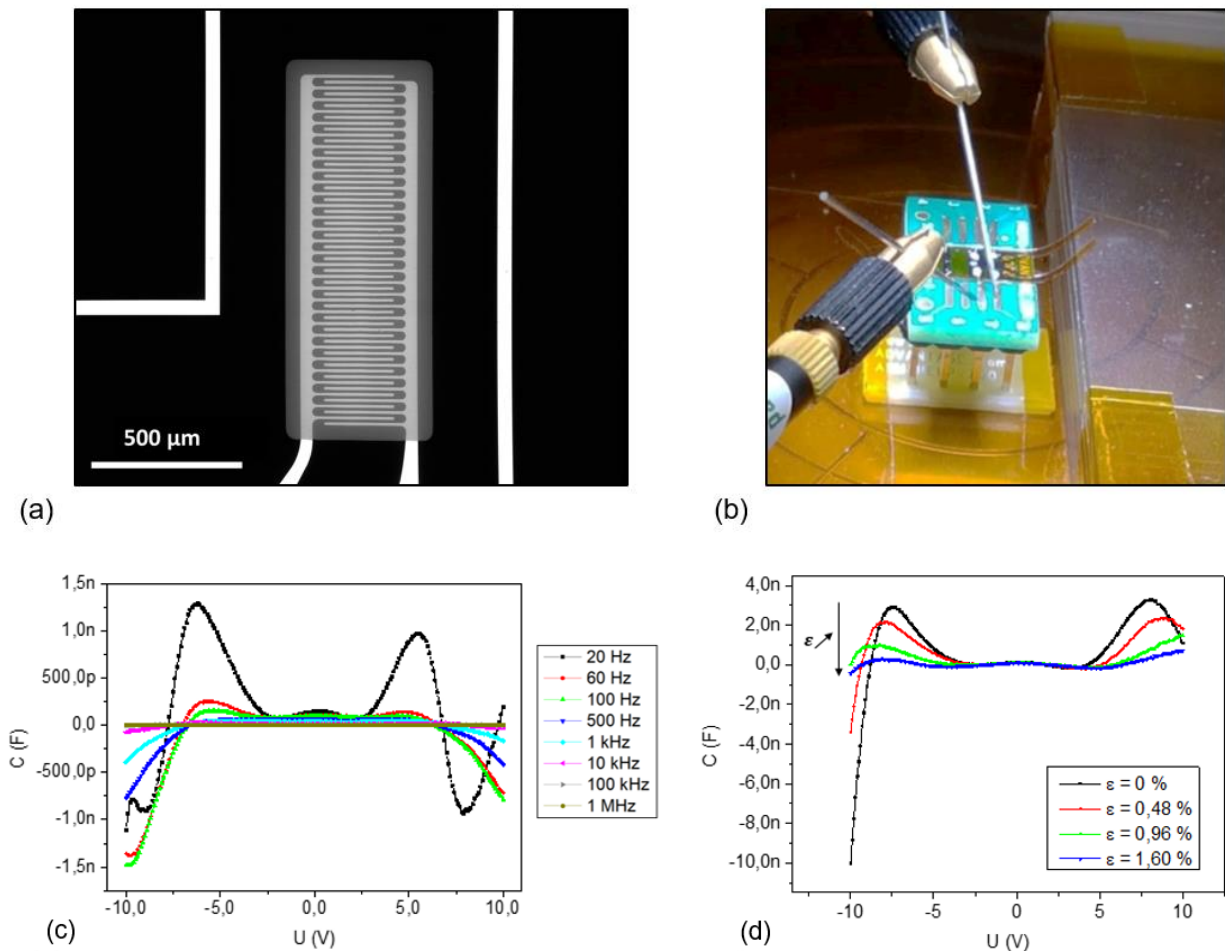 500 µm
(a)
(b)
1,5n
1,0n
500,0p
0,0
-500,0p
-1,0n
-1,5n
C (F)
-10,0
-5,0
0,0
5,0
10,0
U (V)
20 Hz
60 Hz
100 Hz
500 Hz
1 kHz
10 kHz
100 kHz
1 MHz
(c)
4,0n
2,0n
0,0
-2,0n
-4,0n
-6,0n
-8,0n
-10,0n
C (F)
ε
-10
-5
0
5
10
U (V)
ε = 0 %
ε = 0,48 %
ε = 0,96 %
ε = 1,60 %
(d)